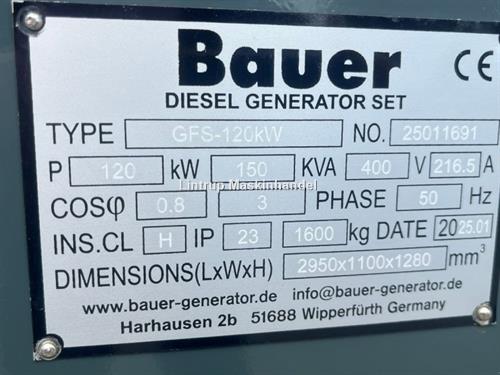 Bauer CE
DIESEL GENERATOR SET
TYPE GFS-120kW NO. 25011691
P 120 kW 150 KVA 400 V 216.5 A
Lintrup Maskinhandel
COSφ 0.8 3 PHASE 50 Hz
INS.CL H IP 23 1600 kg DATE 2025.01
DIMENSIONS(LxWxH) 2950x1100x1280 mm³
www.bauer-generator.de info@bauer-generator.de
Harhausen 2b 51688 Wipperfürth Germany